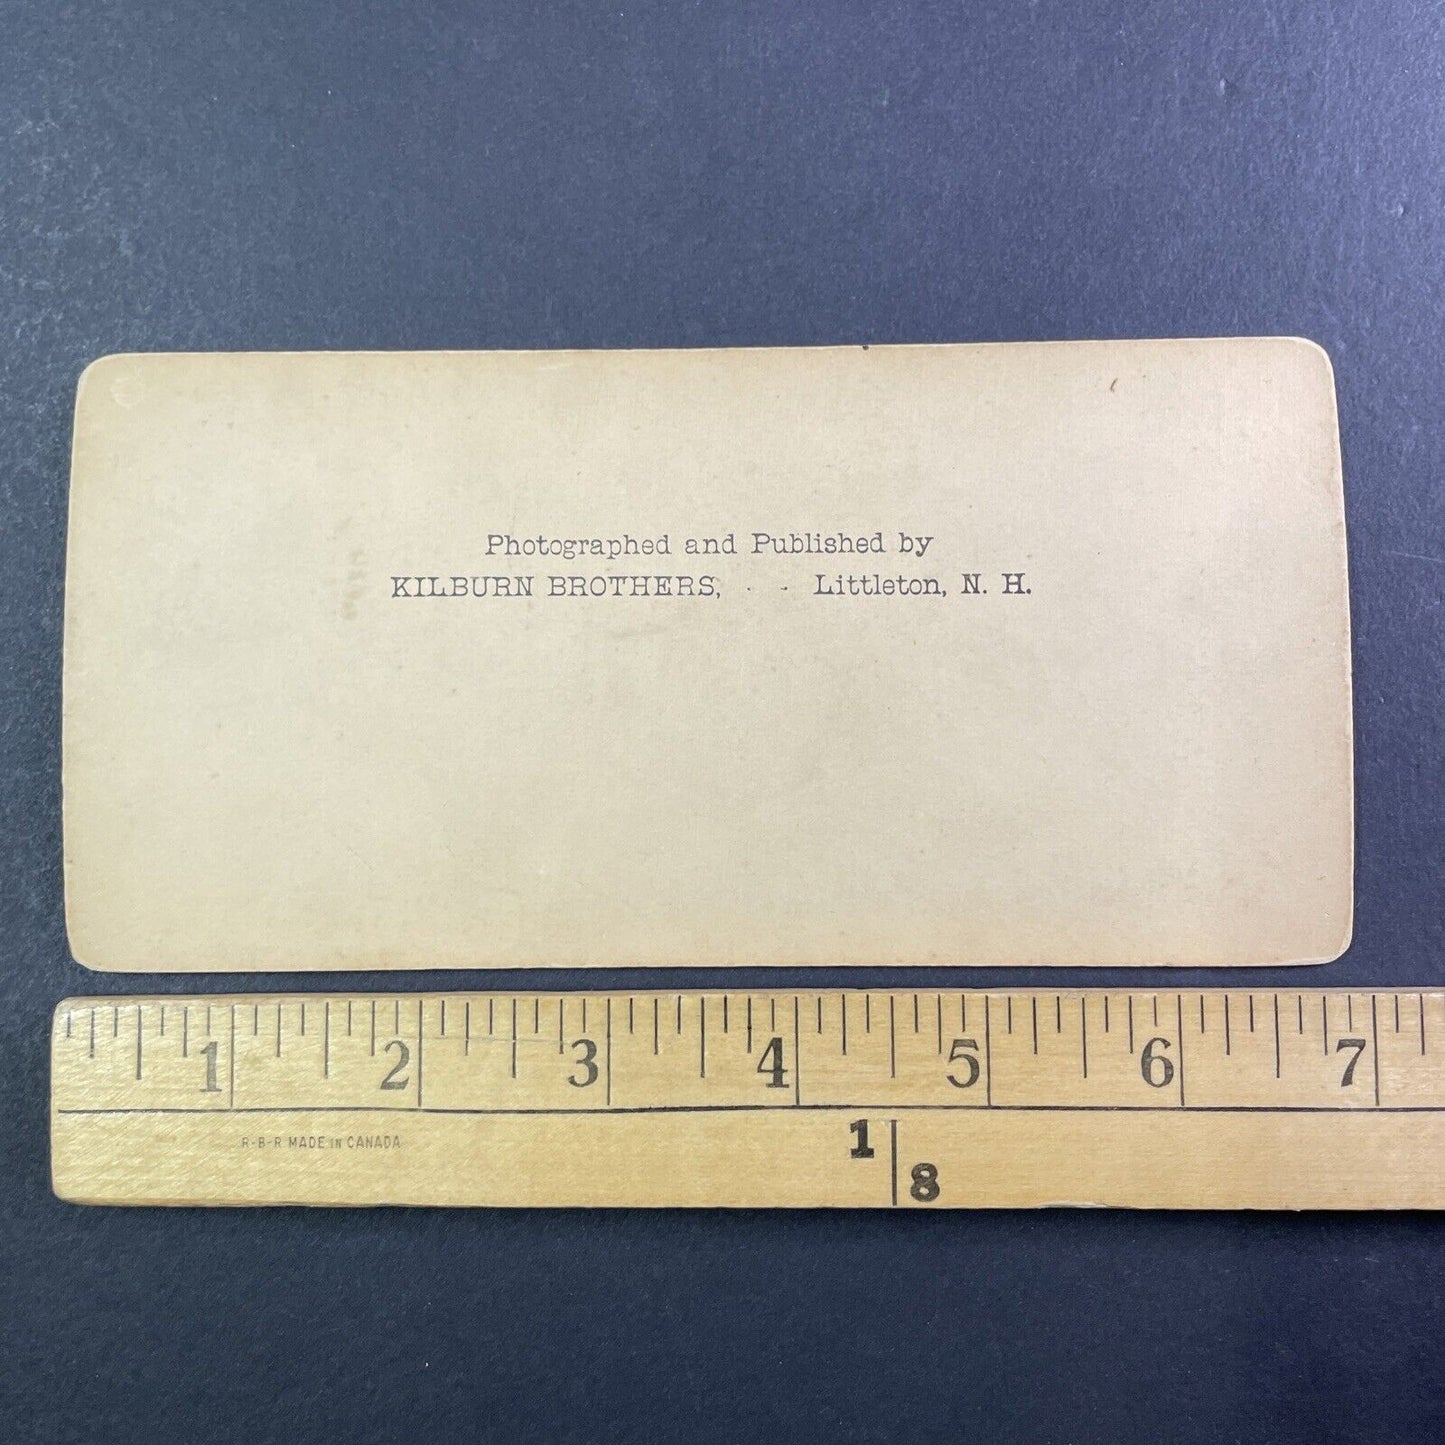 Photographed and Published by
KILBURN BROTHERS, - - Littleton, N. H.
1 2 3 4 5 6 7
R-B-R MADE IN CANADA
1
8